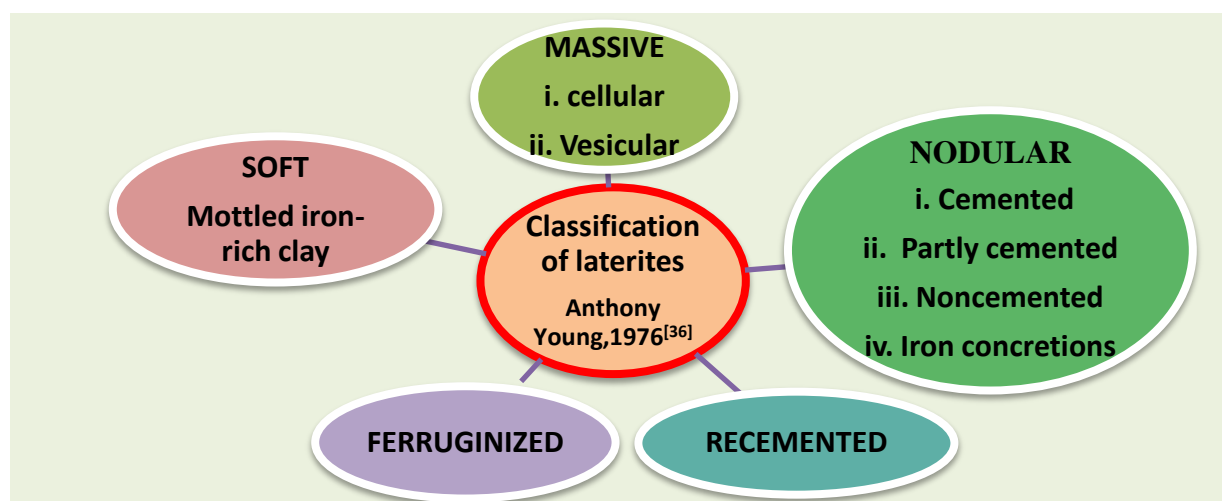 MASSIVE
i. cellular
ii. Vesicular
SOFT
Mottled iron-
rich clay
Classification
of laterites
Anthony
Young,1976[36]
NODULAR
i. Cemented
ii. Partly cemented
iii. Noncemented
iv. Iron concretions
FERRUGINIZED
RECEMENTED